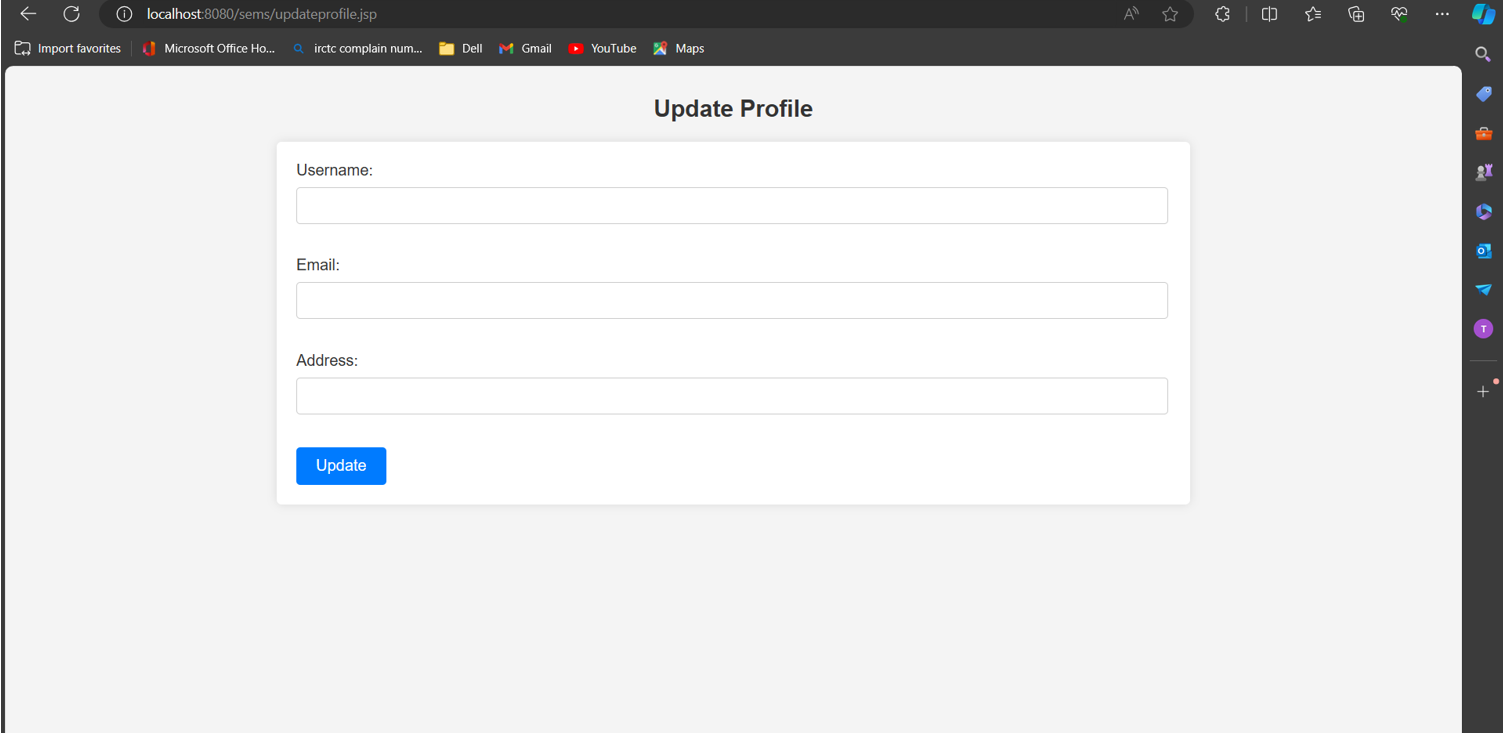 localhost:8080/sems/updateprofile.jsp
Import favorites Microsoft Office Ho... irctc complain num... Dell Gmail YouTube Maps
Update Profile
Username:
Email:
Address:
Update
T